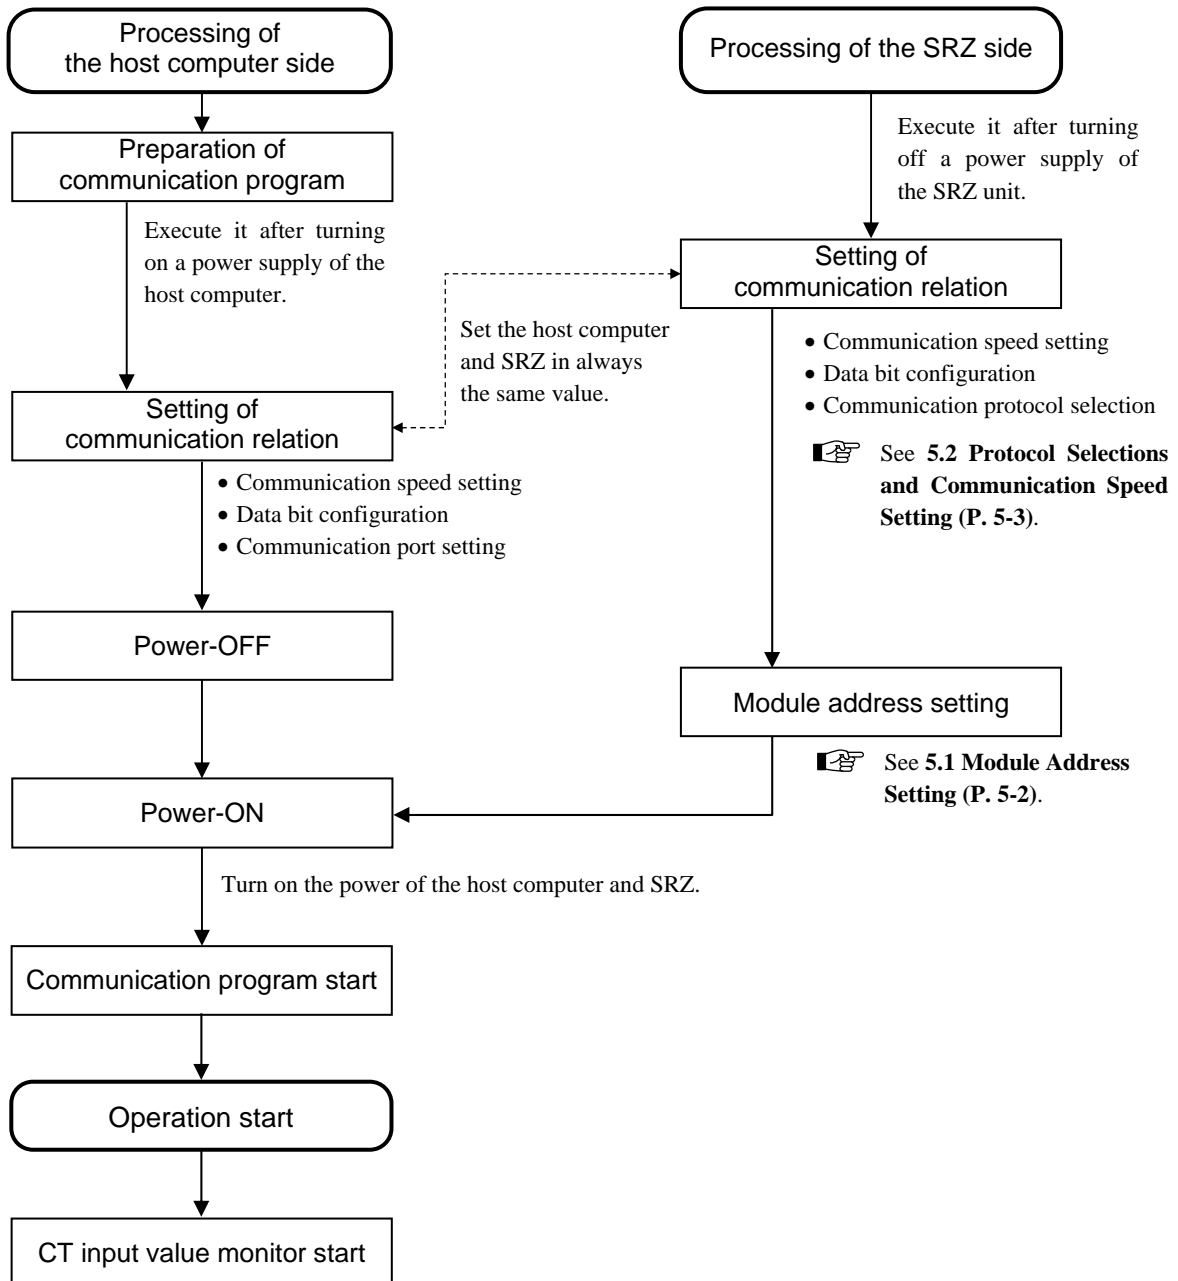 Processing of
the host computer side
Preparation of
communication program
Execute it after turning
on a power supply of the
host computer.
Setting of
communication relation
• Communication speed setting
• Data bit configuration
• Communication port setting
Power-OFF
Power-ON
Turn on the power of the host computer and SRZ.
Communication program start
Operation start
CT input value monitor start
Set the host computer
and SRZ in always
the same value.
Processing of the SRZ side
Execute it after turning
off a power supply of
the SRZ unit.
Setting of
communication relation
• Communication speed setting
• Data bit configuration
• Communication protocol selection
See 5.2 Protocol Selections
and Communication Speed
Setting (P. 5-3).
Module address setting
See 5.1 Module Address
Setting (P. 5-2).